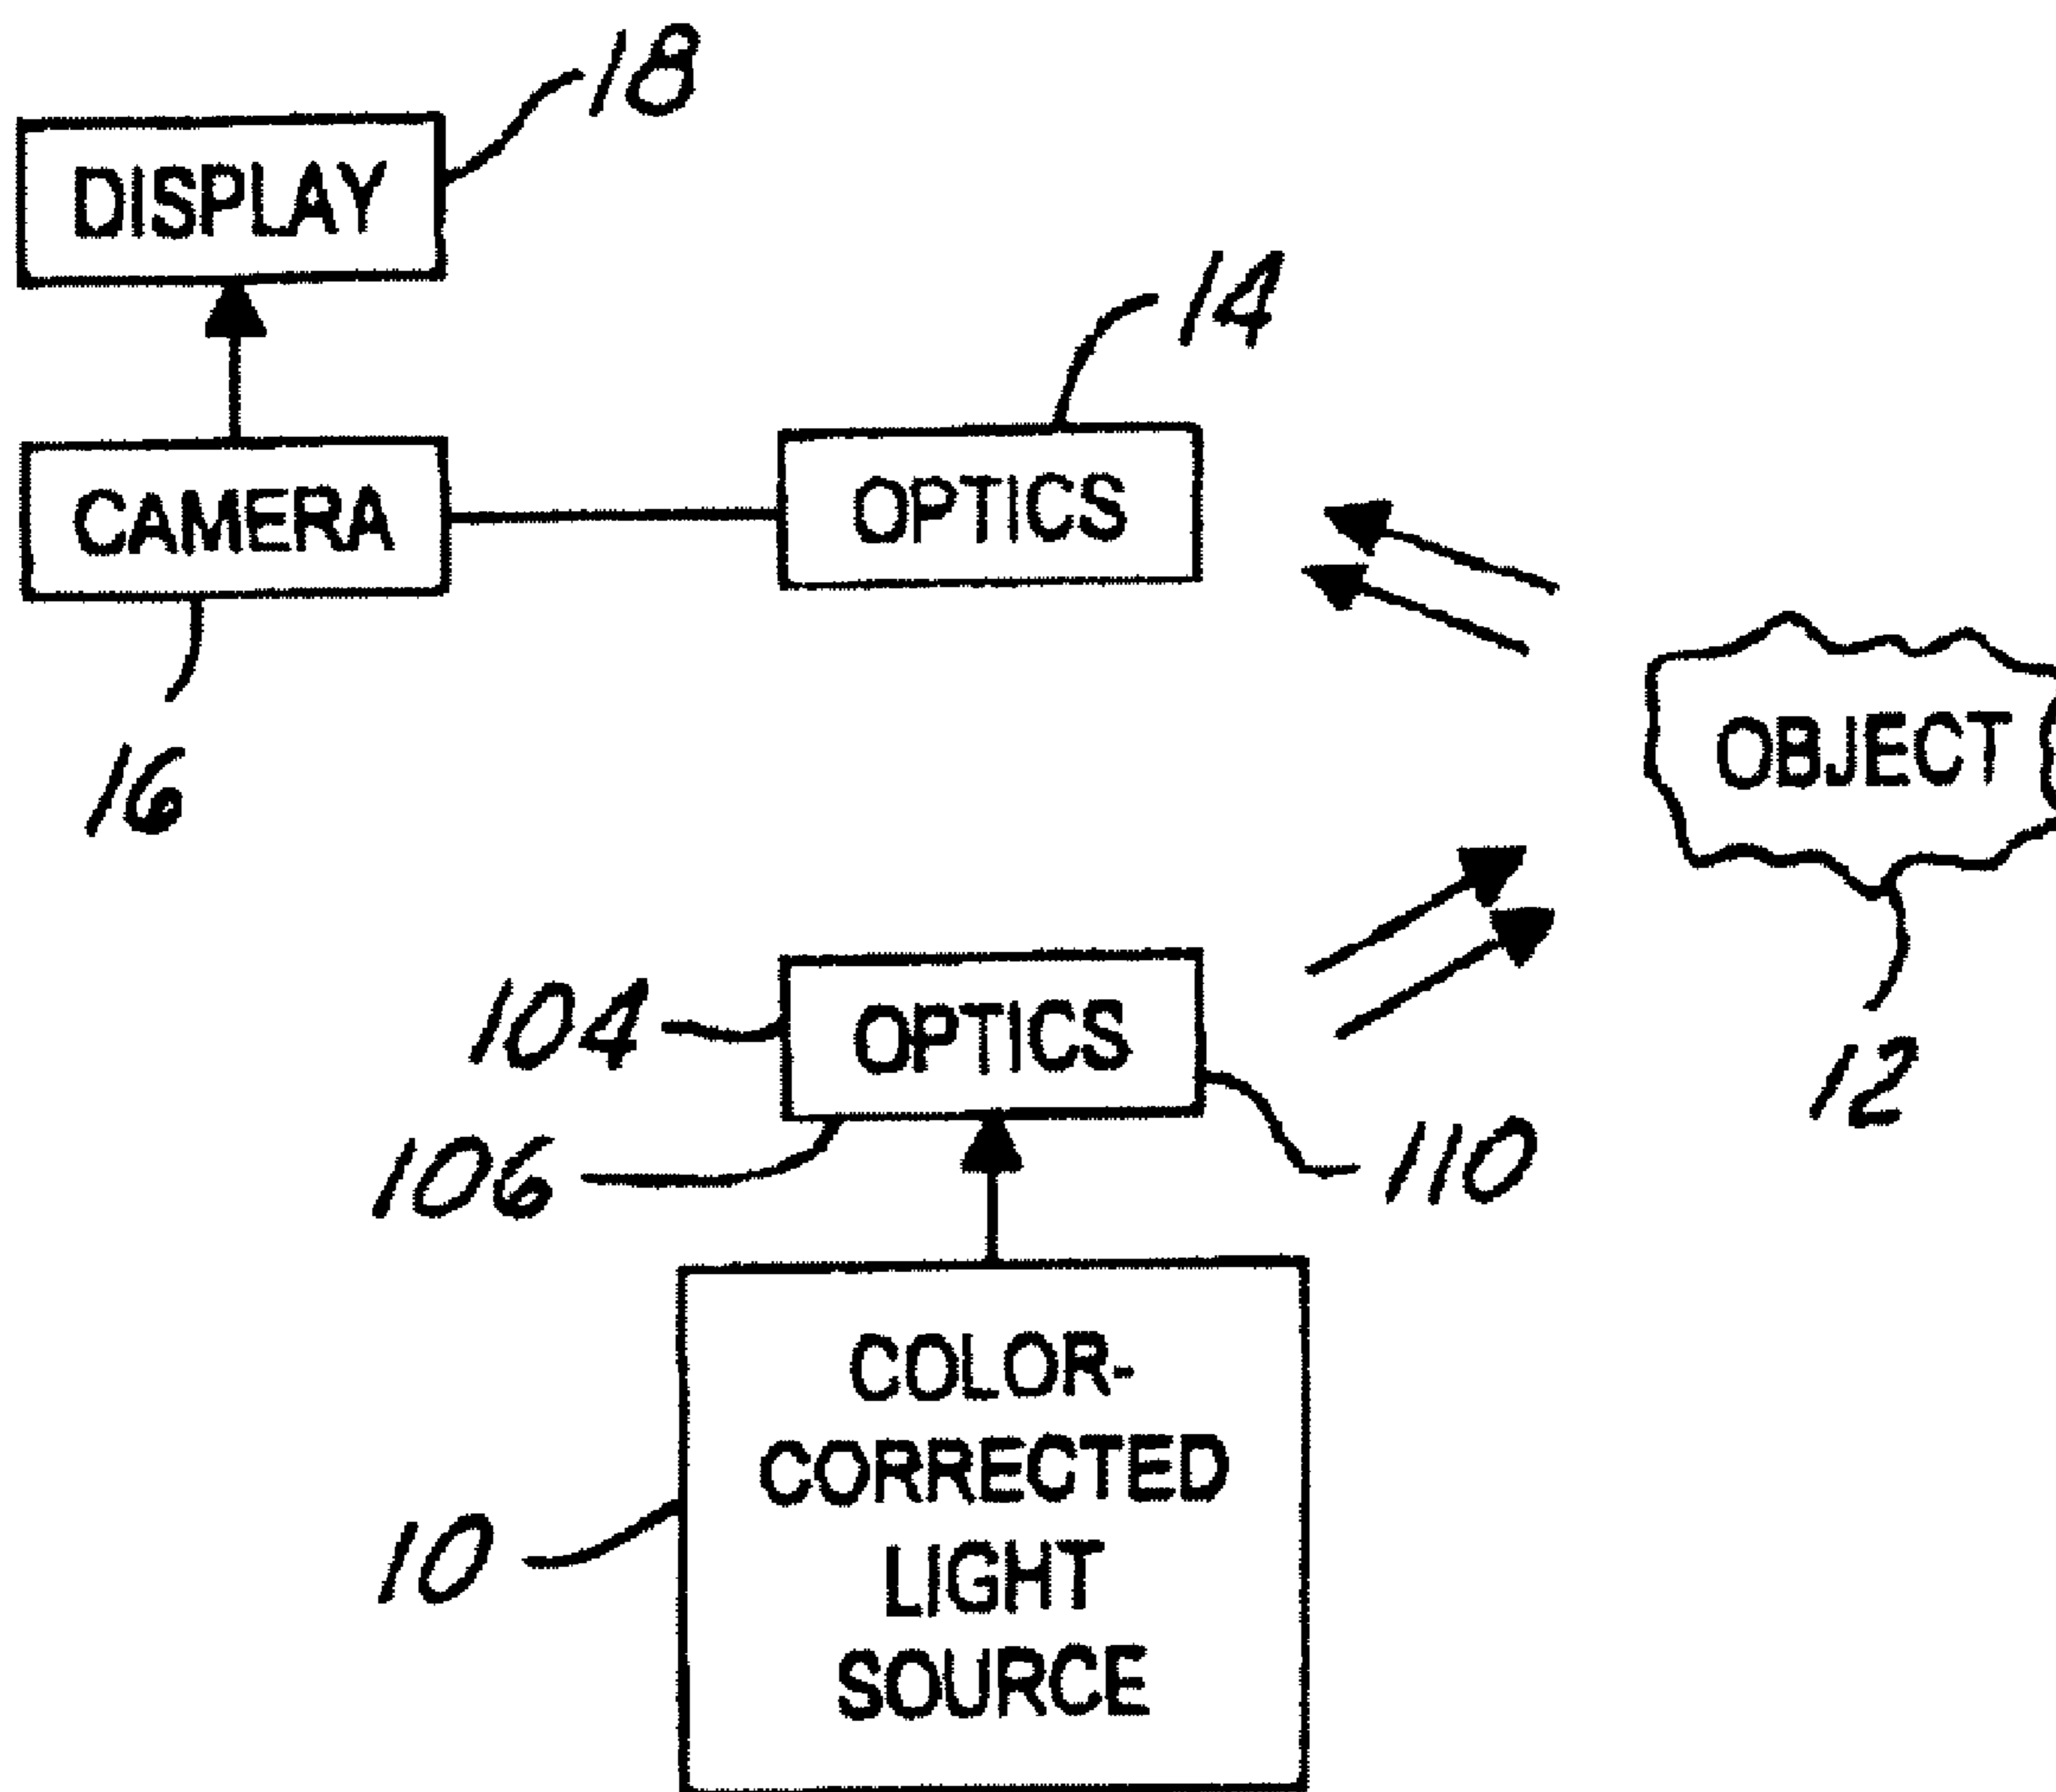 18
DISPLAY
14
CAMERA
OPTICS
16
OBJECT
104
OPTICS
12
106
110
COLOR-
CORRECTED
LIGHT
SOURCE
10